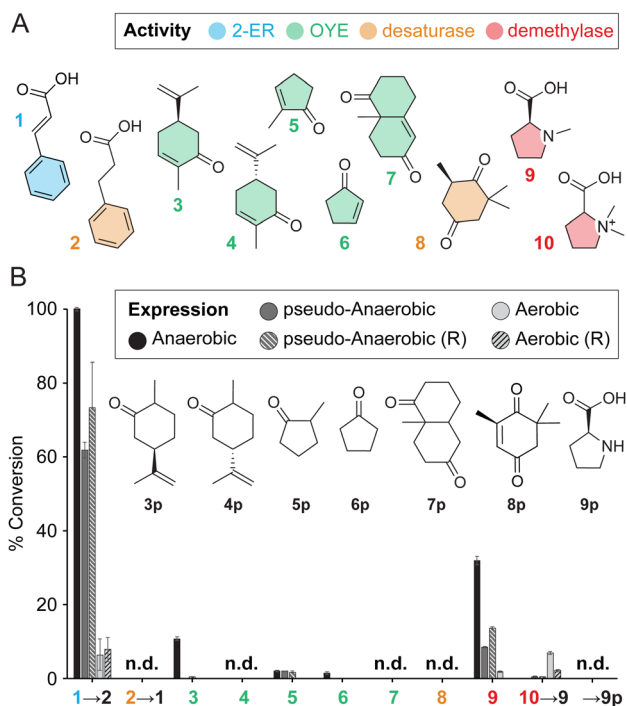 A
Activity 2-ER OYE desaturase demethylase
OH
O
1
2
OH
O
3
O
4
O
5
O
6
O
7
O
O
8
O
O
9
O
OH
N
10
O
OH
N+
B
Expression pseudo-Anaerobic Aerobic
Anaerobic pseudo-Anaerobic (R) Aerobic (R)
% Conversion
100
80
60
40
20
0
O
O
O
O
O
O
O
O
O
OH
NH
3p 4p 5p 6p 7p 8p 9p
n.d. n.d. n.d. n.d. n.d.
1→2 2→1 3 4 5 6 7 8 9 10→9 →9p